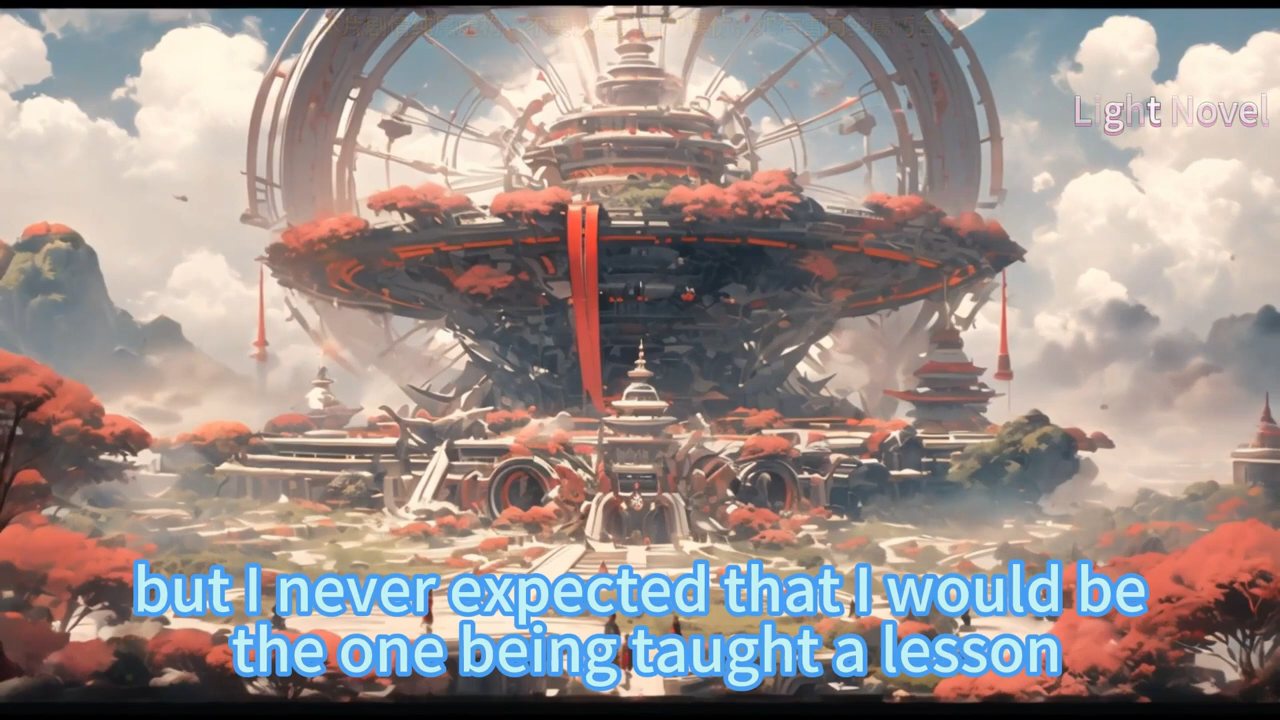 Light Novel
but I never expected that I would be
the one being taught a lesson